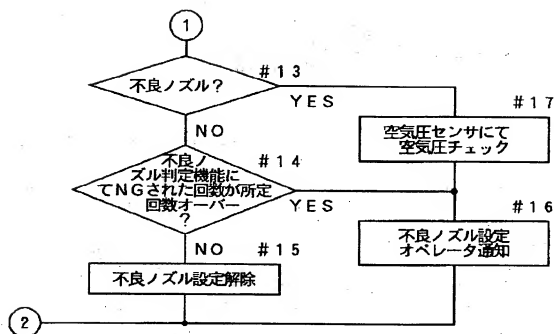 1
不良ノズル?
#13
YES
NO
#17
空気圧センサにて
空気圧チェック
不良ノ
ズル判定機能に
てNGされた回数が所定
回数オーバー
?
#14
YES
NO
#15
不良ノズル設定解除
#16
不良ノズル設定
オペレータ通知
2